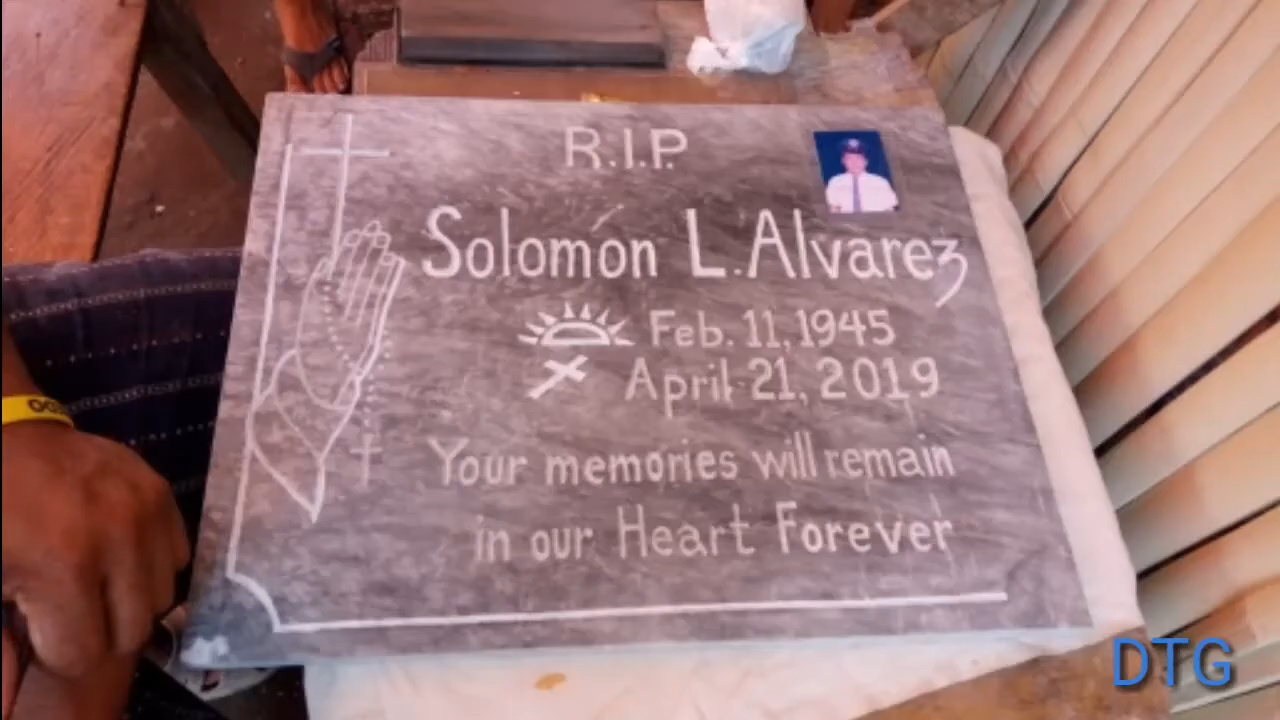 R.I.P.
Solomon L. Alvarez
Feb. 11, 1945
April 21, 2019
Your memories will remain
in our Heart Forever
DTG